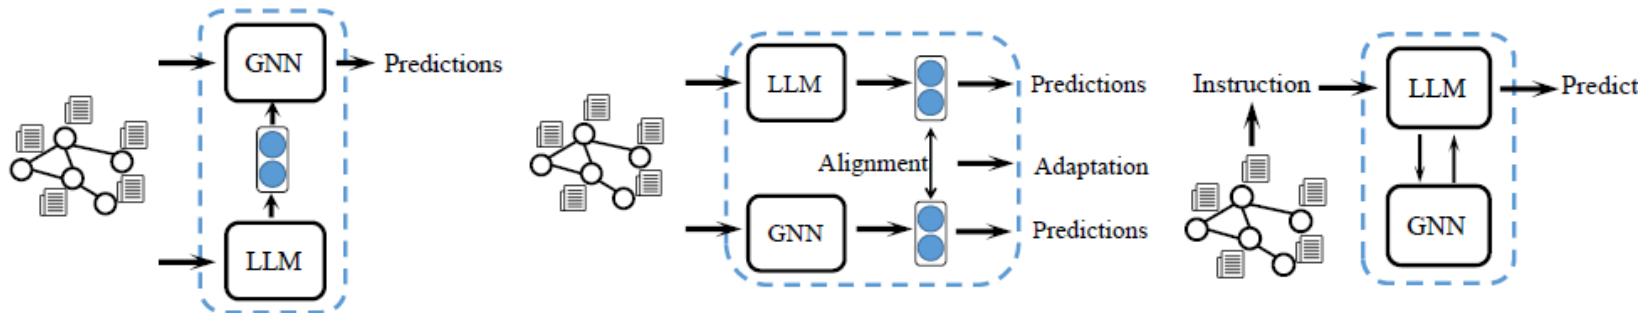 GNN
Predictions
LLM
LLM
Predictions
Alignment
Adaptation
GNN
Predictions
Instruction
LLM
Predict
GNN